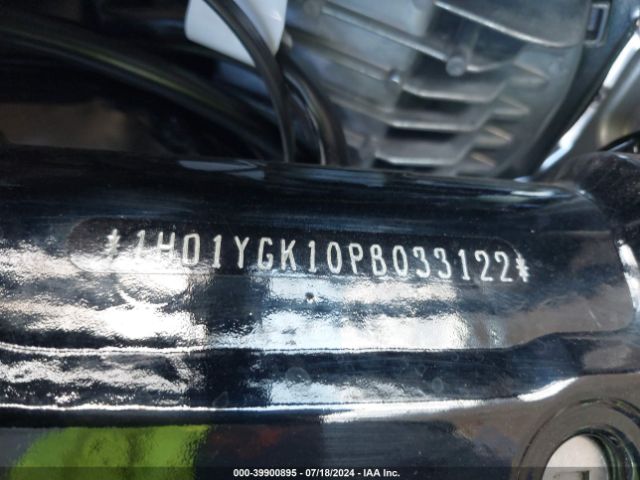 *1HD1YGK10PB033122*
000-39900895 - 07/18/2024 - IAA Inc.